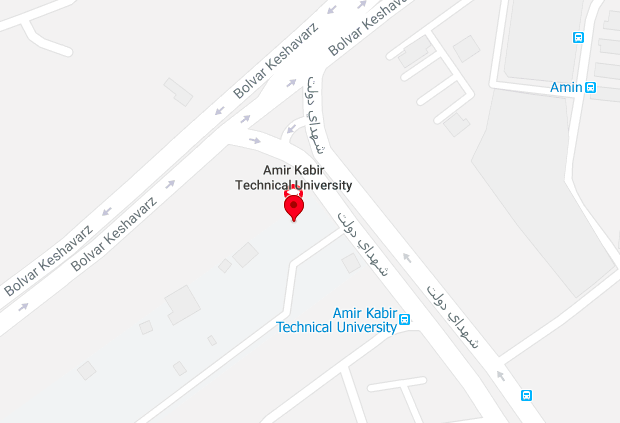 Bolvar Keshavarz
Bolvar Keshavarz
شهدای دولت
Amin
Amir Kabir
Technical University
Bolvar Keshavarz
Bolvar Keshavarz
شهدای دولت
شهدای دولت
Amir Kabir
Technical University